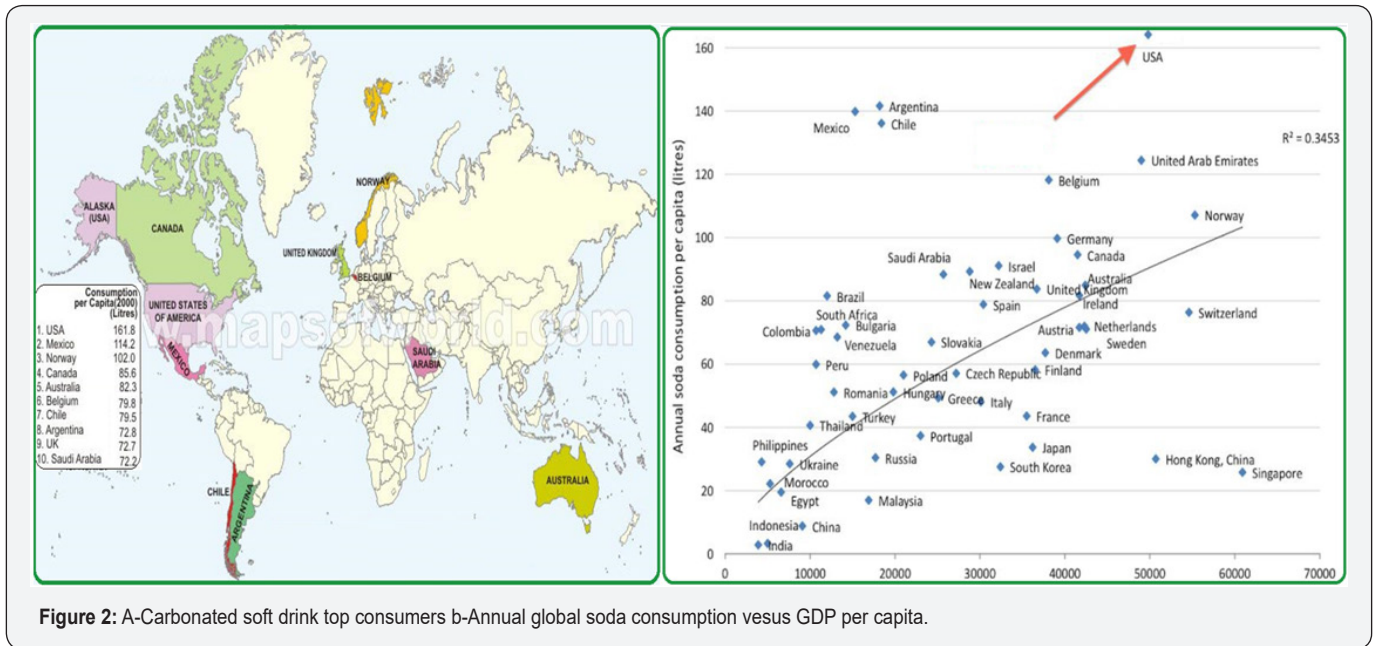 ALASKA
(USA)
CANADA
UNITED STATES
OF AMERICA
MEXICO
NORWAY
UNITED KINGDOM
BELGIUM
SAUDI
ARABIA
CHILE
ARGENTINA
AUSTRALIA
Consumption
per Capita(2000)
(Litres)
1. USA 161.8
2. Mexico 114.2
3. Norway 102.0
4. Canada 85.6
5. Australia 82.3
6. Belgium 79.8
7. Chile 79.5
8. Argentina 72.8
9. UK 72.7
10. Saudi Arabia 72.2
Annual soda consumption per capita (litres)
160
140
120
100
80
60
40
20
0
0 10000 20000 30000 40000 50000 60000 70000
R² = 0.3453
USA
Argentina
Mexico
Chile
United Arab Emirates
Belgium
Norway
Germany
Canada
Saudi Arabia
Israel
New Zealand
Australia
United Kingdom
Ireland
Brazil
Spain
Switzerland
South Africa
Colombia
Bulgaria
Venezuela
Austria
Netherlands
Sweden
Slovakia
Denmark
Peru
Finland
Poland
Czech Republic
Romania
Hungary
Greece
Italy
Thailand
Turkey
France
Portugal
Japan
Philippines
Ukraine
Russia
South Korea
Hong Kong, China
Singapore
Morocco
Egypt
Malaysia
Indonesia
China
India
Figure 2: A-Carbonated soft drink top consumers b-Annual global soda consumption vesus GDP per capita.